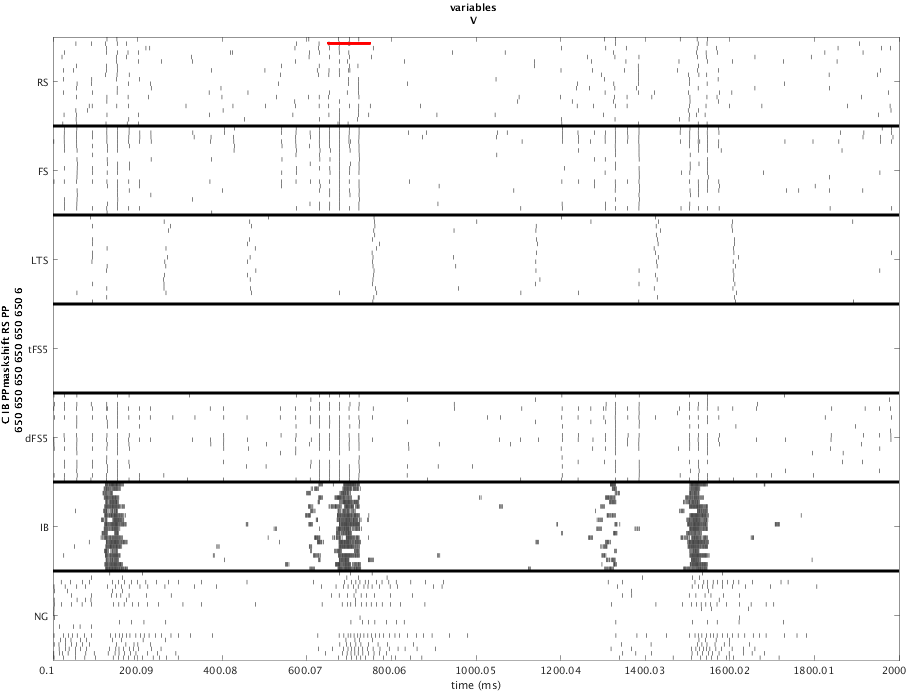 variables
V
RS
FS
LTS
tFS5
dFS5
IB
NG
C IB PPmaskshift RS PP
650 650 650 650 650 650 6
0.1 200.09 400.08 600.07 800.06 1000.05 1200.04 1400.03 1600.02 1800.01 2000
time (ms)